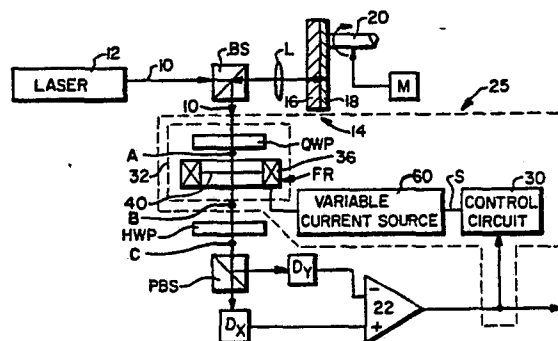 12
LASER
10
BS
L
16
18
20
M
14
25
10
QWP
A
32
36
FR
40
B
60
VARIABLE CURRENT SOURCE
S
30
CONTROL CIRCUIT
HWP
C
PBS
DY
DX
22
-
+